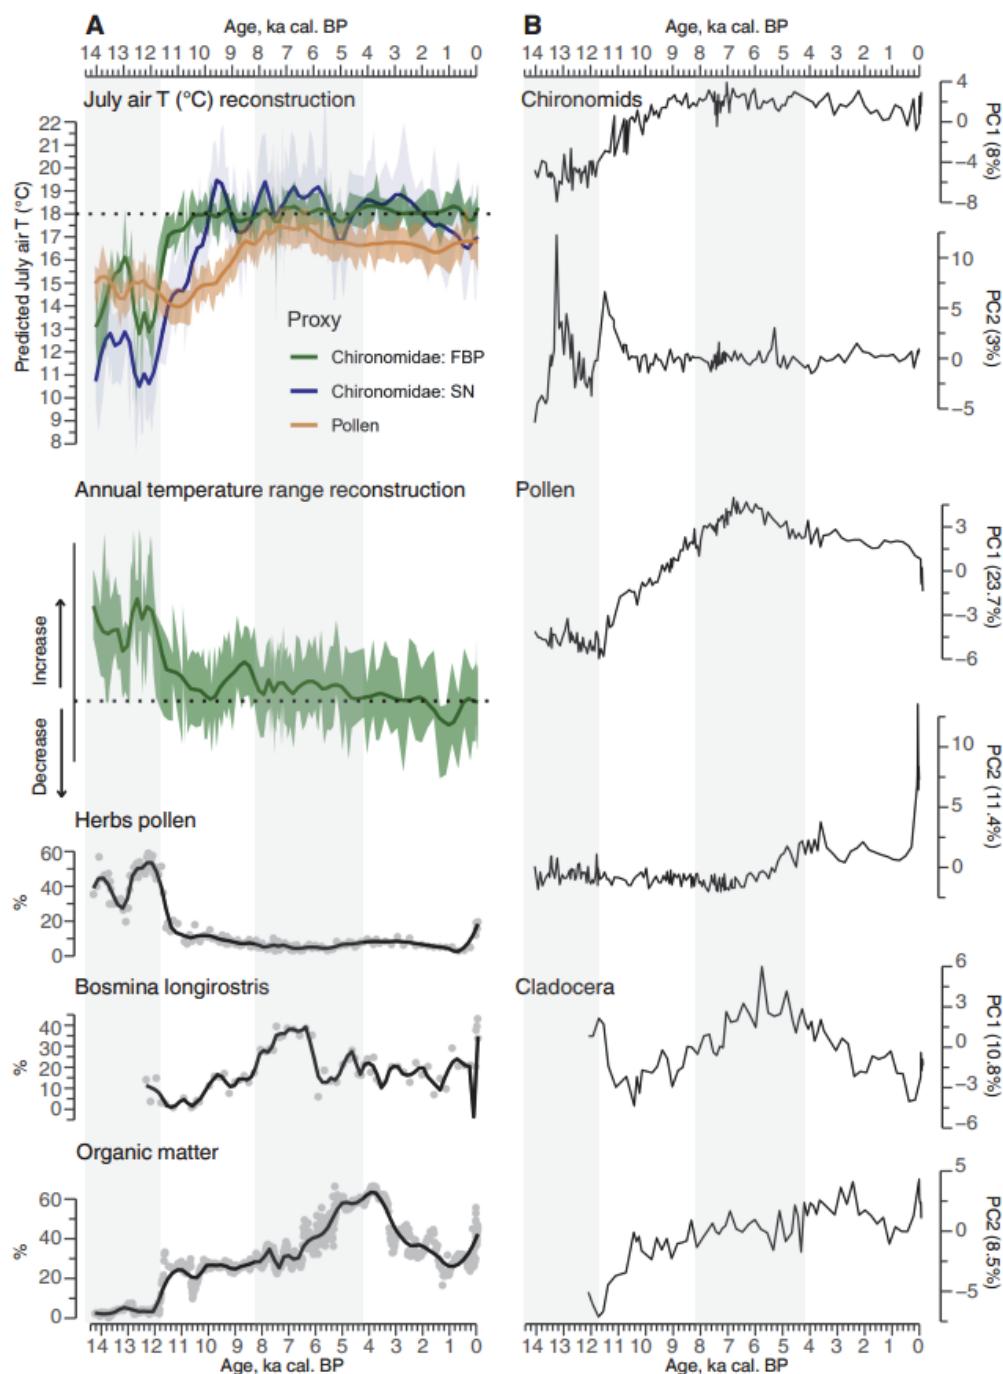 A
Age, ka cal. BP
14 13 12 11 10 9 8 7 6 5 4 3 2 1 0
July air T (°C) reconstruction
Predicted July air T (°C)
22
21
20
19
18
17
16
15
14
13
12
11
10
9
8
Proxy
Chironomidae: FBP
Chironomidae: SN
Pollen
Annual temperature range reconstruction
Increase
Decrease
Herbs pollen
%
60
40
20
0
Bosmina longirostris
%
40
30
20
10
0
Organic matter
%
60
40
20
0
14 13 12 11 10 9 8 7 6 5 4 3 2 1 0
Age, ka cal. BP
B
Age, ka cal. BP
14 13 12 11 10 9 8 7 6 5 4 3 2 1 0
Chironomids
4
0
−4
−8
PC1 (8%)
10
5
0
−5
PC2 (3%)
Pollen
3
0
−3
−6
PC1 (23.7%)
10
5
0
PC2 (11.4%)
Cladocera
6
3
0
−3
−6
PC1 (10.8%)
5
0
−5
PC2 (8.5%)
14 13 12 11 10 9 8 7 6 5 4 3 2 1 0
Age, ka cal. BP